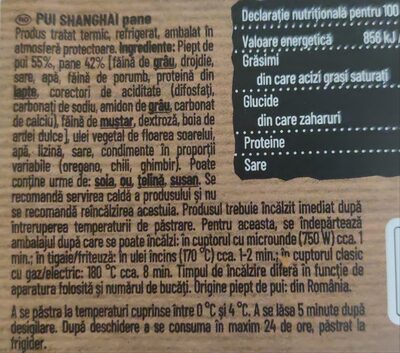 RO PUI SHANGHAI pane
Produs tratat termic, refrigerat, ambalat în
atmosferă protectoare. Ingrediente: Piept de
pui 55%, pane 42% [făină de grâu, drojdie,
sare, apă, făină de porumb, proteină din
lapte, corectori de aciditate (difosfați,
carbonați de sodiu, amidon de grâu, carbonat
de calciu), făină de muștar, dextroză, boia de
ardei dulce], ulei vegetal de floarea soarelui,
apă, lizină, sare, condimente în proporții
variabile (oregano, chili, ghimbir). Poate
conține urme de: soia, ou, țelină, susan. Se
recomandă servirea caldă a produsului și nu
se recomandă reîncălzirea acestuia. Produsul trebuie încălzit imediat după
întreruperea temperaturii de păstrare. Pentru aceasta, se îndepărtează
ambalajul după care se poate încălzi: în cuptorul cu microunde (750 W) cca. 1
min.; în tigaie/friteuză: în ulei încins (170 °C) cca. 1-2 min.; în cuptorul clasic
cu gaz/electric: 180 °C cca. 8 min. Timpul de încălzire diferă în funcție de
aparatura folosită și numărul de bucăți. Origine piept de pui: din România.
A se păstra la temperaturi cuprinse între 0 °C și 4 °C. A se lăsa 5 minute după
desigilare. După deschidere a se consuma în maxim 24 de ore, păstrat la
frigider.
Declarație nutrițională pentru 100
Valoare energetică 856 kJ /
Grăsimi
din care acizi grași saturați
Glucide
din care zaharuri
Proteine
Sare